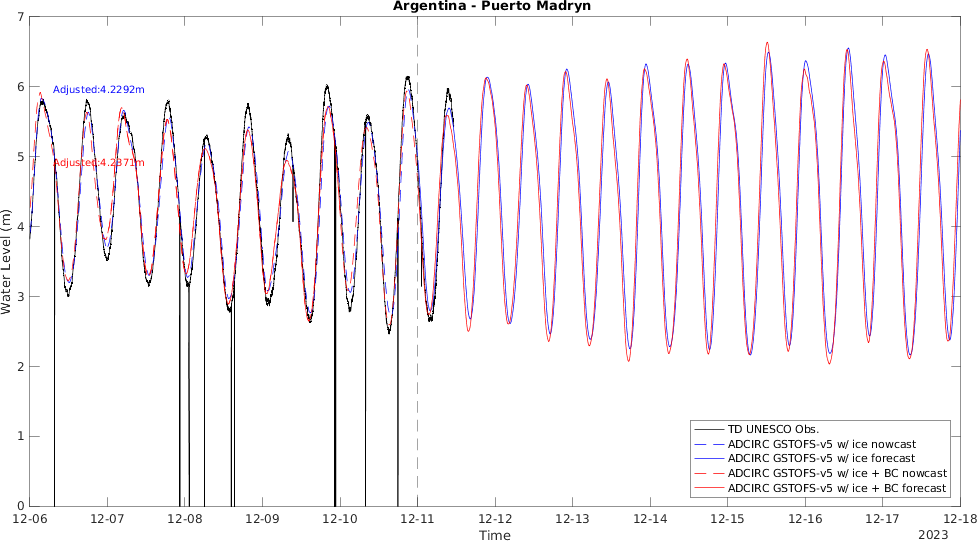 Argentina - Puerto Madryn
7
6
5
4
3
2
1
0
Water Level (m)
Adjusted:4.2292m
Adjusted:4.2371m
TD UNESCO Obs.
ADCIRC GSTOFS-v5 w/ ice nowcast
ADCIRC GSTOFS-v5 w/ ice forecast
ADCIRC GSTOFS-v5 w/ ice + BC nowcast
ADCIRC GSTOFS-v5 w/ ice + BC forecast
12-06 12-07 12-08 12-09 12-10 12-11 12-12 12-13 12-14 12-15 12-16 12-17 12-18
Time
2023